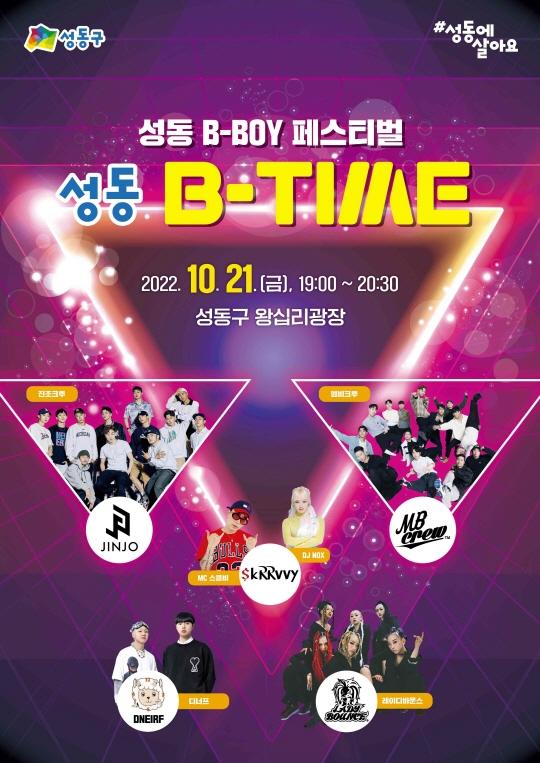 성동구
#성동에
살아요
성동 B-BOY 페스티벌
성동 B-TIME
2022. 10. 21.(금), 19:00 ~ 20:30
성동구 왕십리광장
진조크루
엠비크루
JINJO
MB
crew™
DJ NOX
MC 스클비
$kRRvvy
DNEIRF
디너프
LADY
BOUNCE
레이디바운스